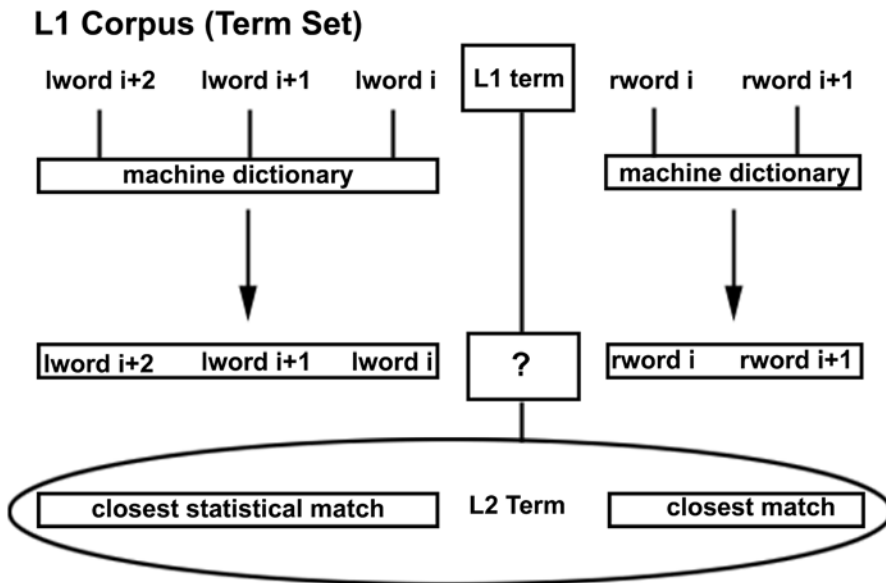 L1 Corpus (Term Set)
lword i+2 lword i+1 lword i L1 term rword i rword i+1
machine dictionary machine dictionary
lword i+2 lword i+1 lword i ? rword i rword i+1
closest statistical match L2 Term closest match